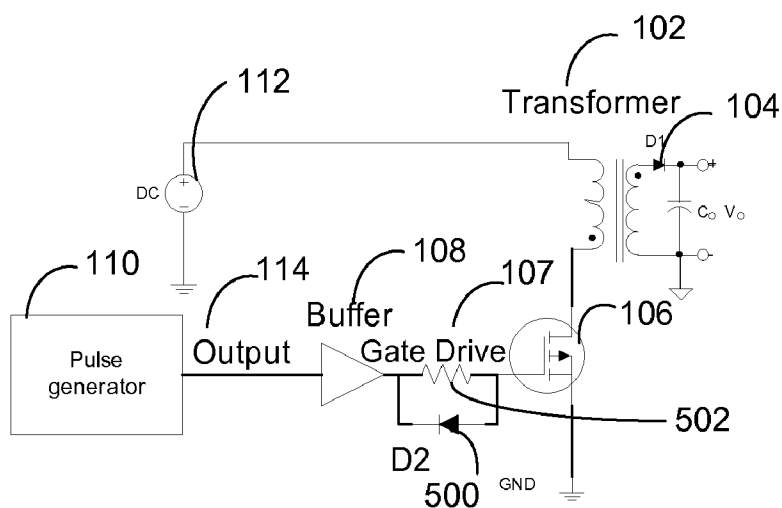 102
Transformer
112
104
D1
+
DC
+
−
Co Vo
-
110
114
108
107
106
Buffer
Output
Gate Drive
Pulse
generator
502
D2
500
GND